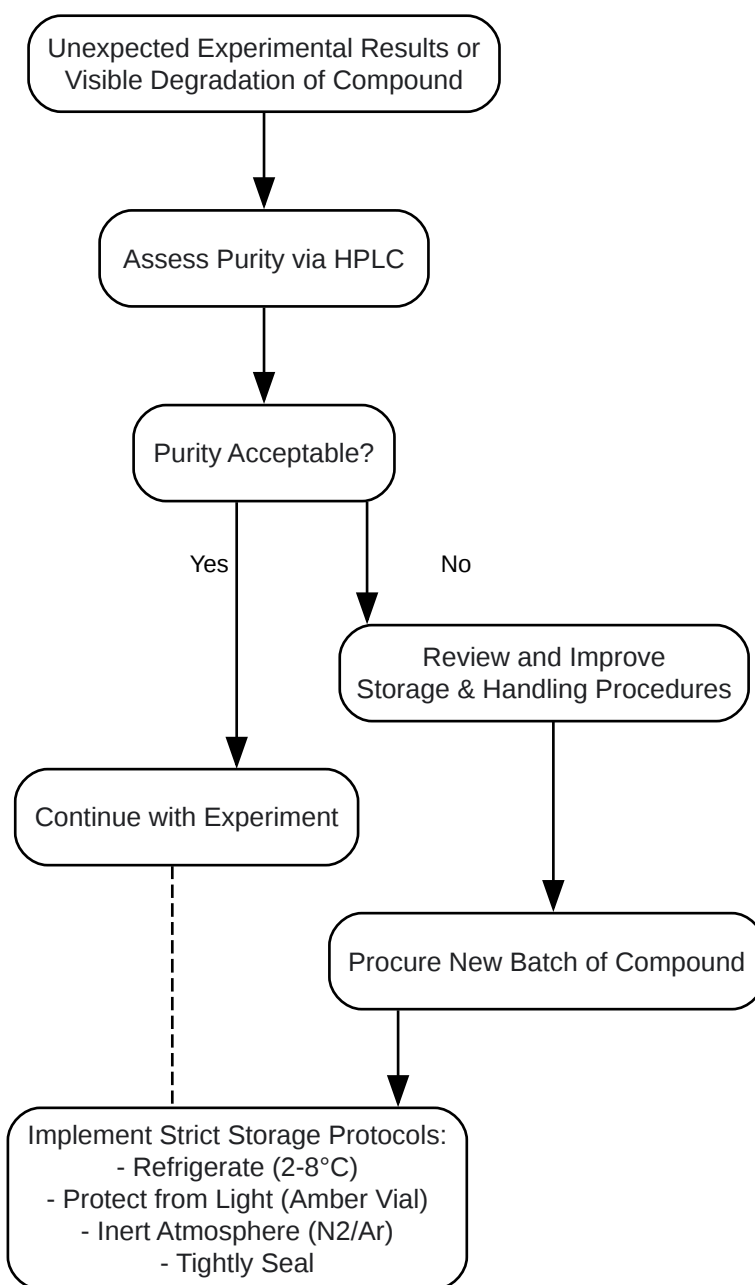 Unexpected Experimental Results or
Visible Degradation of Compound
Assess Purity via HPLC
Purity Acceptable?
Yes
No
Review and Improve
Storage & Handling Procedures
Continue with Experiment
Procure New Batch of Compound
Implement Strict Storage Protocols:
- Refrigerate (2-8°C)
- Protect from Light (Amber Vial)
- Inert Atmosphere (N2/Ar)
- Tightly Seal